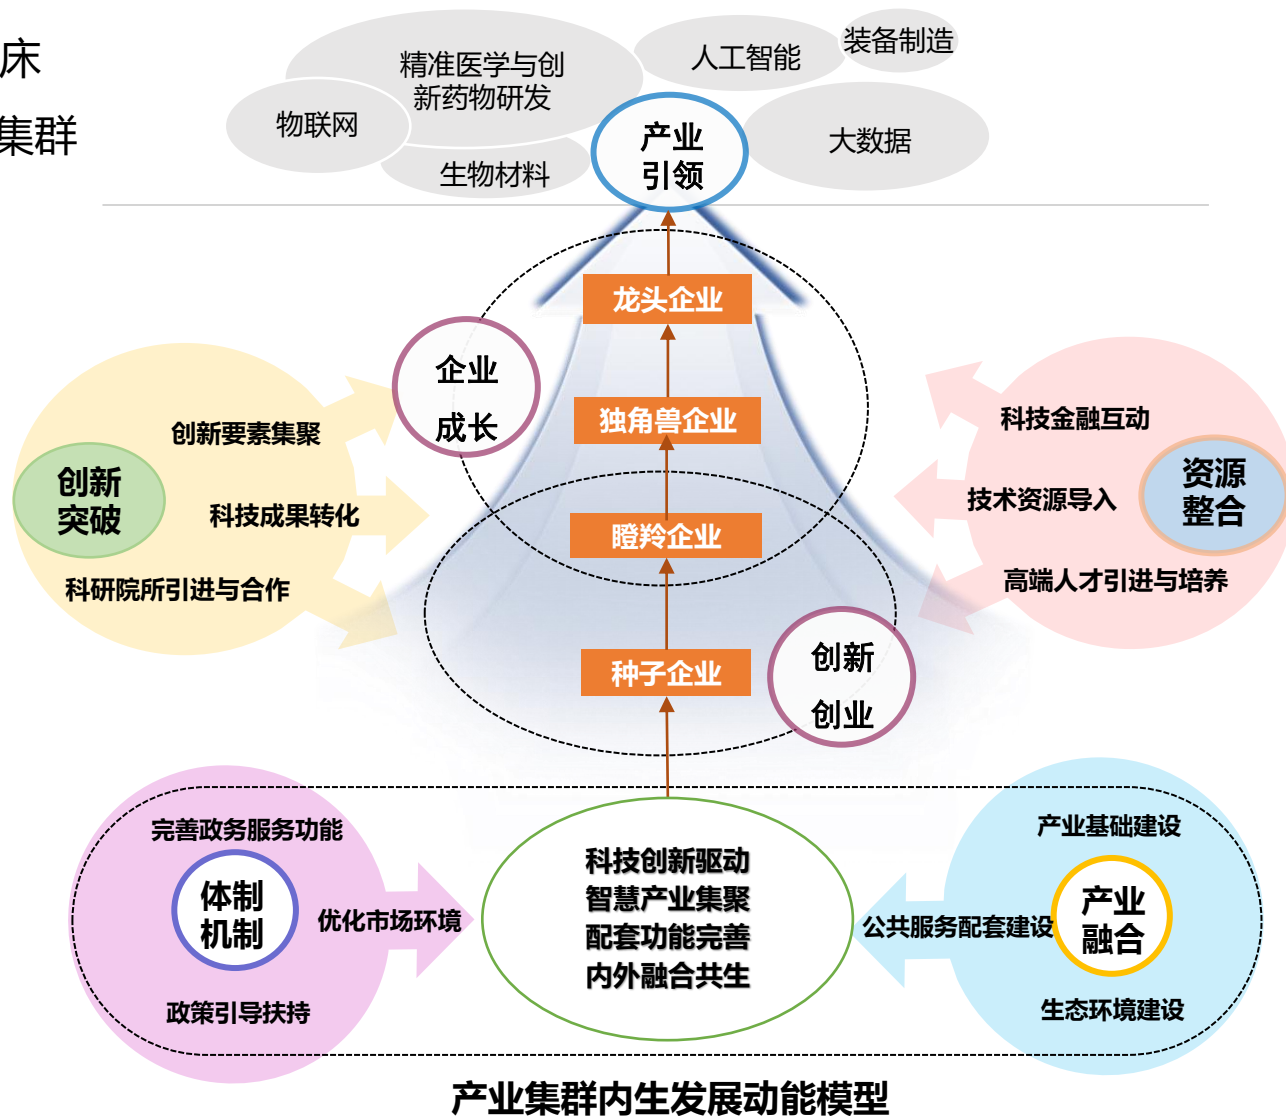 床
集群
精准医学与创
新药物研发
人工智能
装备制造
物联网
生物材料
大数据
产业
引领
龙头企业
企业
成长
独角兽企业
瞪羚企业
种子企业
创新
创业
创新
突破
创新要素集聚
科技成果转化
科研院所引进与合作
科技金融互动
技术资源导入
高端人才引进与培养
资源
整合
完善政务服务功能
体制
机制
优化市场环境
政策引导扶持
科技创新驱动
智慧产业集聚
配套功能完善
内外融合共生
产业基础建设
公共服务配套建设
产业
融合
生态环境建设
产业集群内生发展动能模型